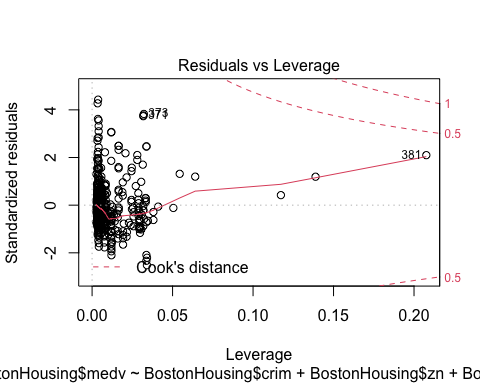 Residuals vs Leverage
Standardized residuals
4
2
0
-2
373
371
381
1
0.5
0.5
Cook's distance
0.00 0.05 0.10 0.15 0.20
Leverage
tonHousing$medv ~ BostonHousing$crim + BostonHousing$zn + Bo